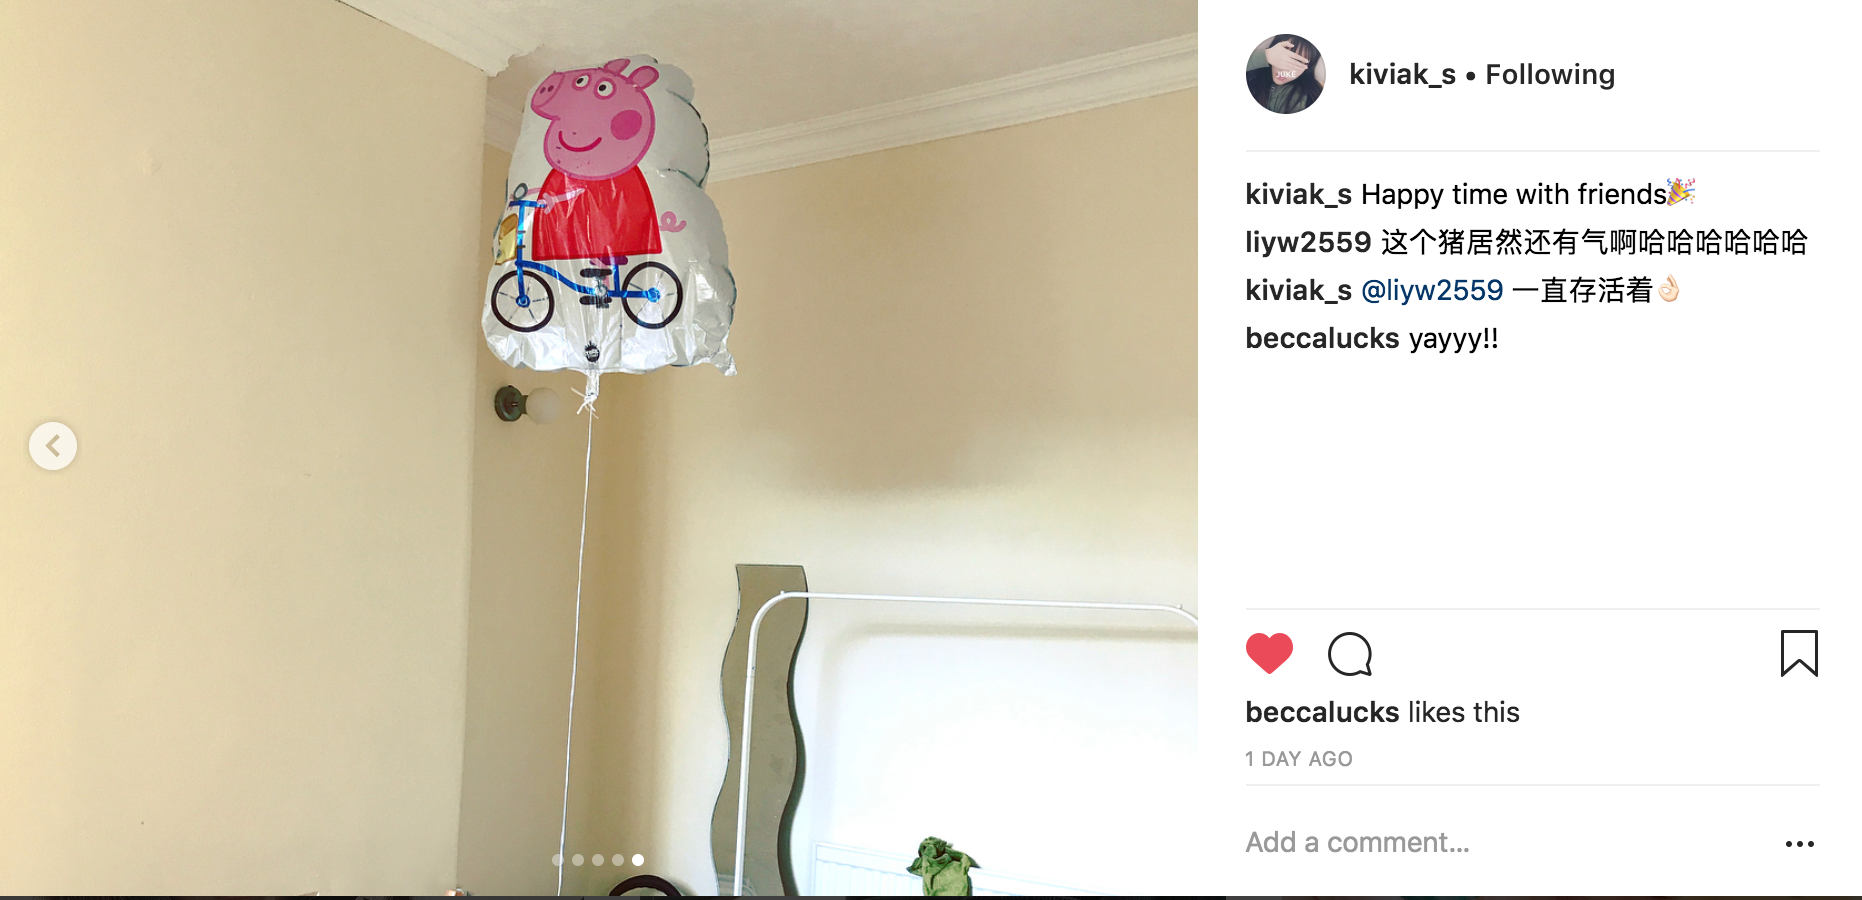 JUKE
kiviak_s • Following
kiviak_s Happy time with friends🎉
liyw2559 这个猪居然还有气啊哈哈哈哈哈哈
kiviak_s @liyw2559 一直存活着👌🏻
beccalucks yayyy!!
beccalucks likes this
1 DAY AGO
Add a comment...